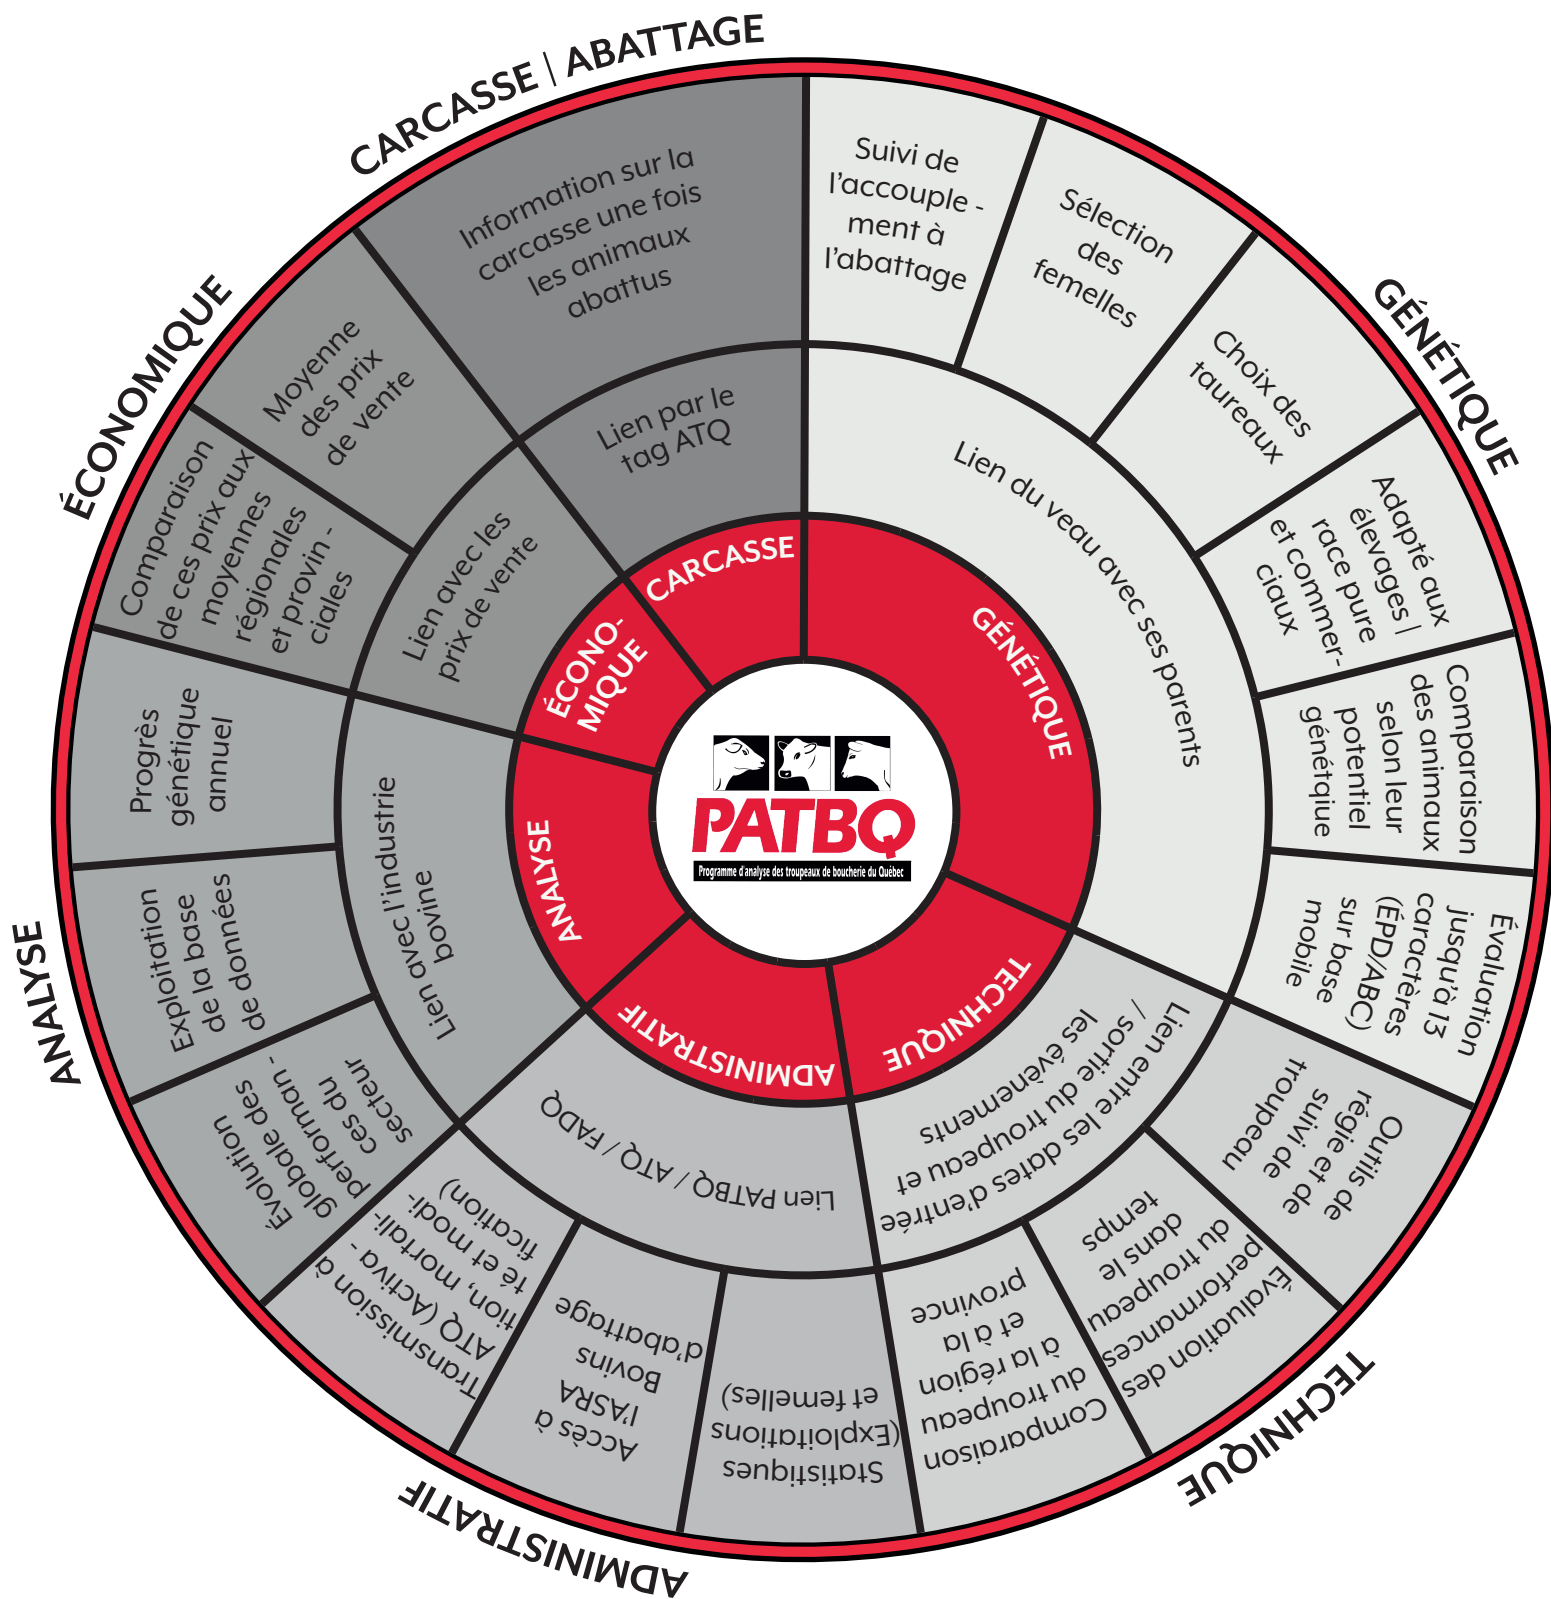 CARCASSE | ABATTAGE
GÉNÉTIQUE
TECHNIQUE
ADMINISTRATIF
ANALYSE
ÉCONOMIQUE
Information sur la
carcasse une fois
les animaux
abattus
Lien par le
tag ATQ
CARCASSE
Suivi de
l'accouple -
ment à
l'abattage
Sélection
des
femelles
Choix des
taureaux
Adapté aux
élevages |
race pure
et commer-
ciaux
Comparaison
des animaux
selon leur
potentiel
génétqiue
Évaluation
jusqu'à 13
caractères
(ÉPD/ABC)
sur base
mobile
Lien du veau avec ses parents
GÉNÉTIQUE
Outils de
régie et de
suivi de
troupeau
Évaluation des
performances
du troupeau
dans le
temps
Comparaison
du troupeau
à la région
et à la
province
Lien entre les dates d'entrée
/ sortie du troupeau et
les évènements
TECHNIQUE
Statistiques
(Exploitations
et femelles)
Accès à
l'ASRA
Bovins
d'abattage
Transmission à
ATQ (Activa -
tion, mortali-
té et modi-
fication)
Lien PATBQ / ATQ / FADQ
ADMINISTRATIF
Évolution
globale des
performan -
ces du
secteur
Exploitation
de la base
de données
Progrès
génétique
annuel
Lien avec l'industrie
bovine
ANALYSE
Comparaison
de ces prix aux
moyennes
régionales
et provin -
ciales
Moyenne
des prix
de vente
Lien avec les
prix de vente
ÉCONO-
MIQUE
PATBQ
Programme d'analyse des troupeaux de boucherie du Québec